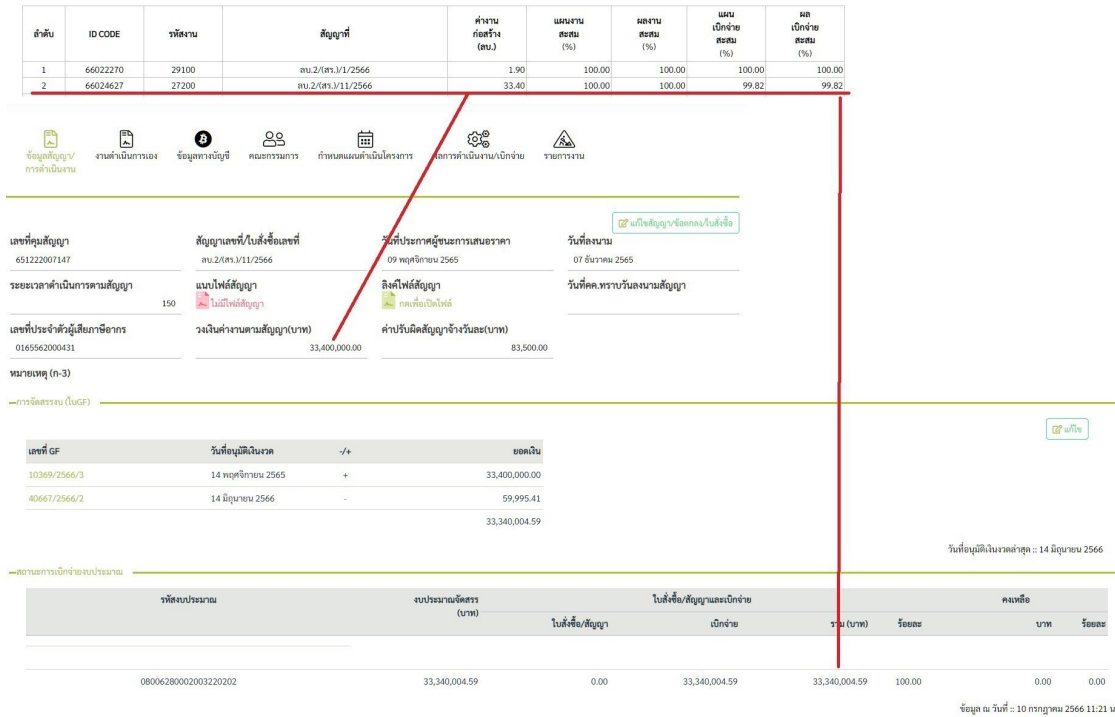 ลำดับ ID CODE รหัสงาน สัญญาที่ ค่างานก่อสร้าง (ลบ.) แผนงานสะสม (%) ผลงานสะสม (%) แผนเบิกจ่ายสะสม (%) ผลเบิกจ่ายสะสม (%)
1 66022270 29100 ลบ.2/(สร.)/1/2566 1.90 100.00 100.00 100.00 100.00
2 66024627 27200 ลบ.2/(สร.)/11/2566 33.40 100.00 100.00 99.82 99.82
ข้อมูลสัญญา/การดำเนินงาน งานดำเนินการเอง ข้อมูลทางบัญชี คณะกรรมการ กำหนดแผนดำเนินโครงการ ผลการดำเนินงาน/เบิกจ่าย รายการงาน
แก้ไขสัญญา/ข้อตกลง/ใบสั่งซื้อ
เลขที่คุมสัญญา สัญญาเลขที่/ใบสั่งซื้อเลขที่ วันที่ประกาศผู้ชนะการเสนอราคา วันที่ลงนาม
651222007147 ลบ.2/(สร.)/11/2566 09 พฤศจิกายน 2565 07 ธันวาคม 2565
ระยะเวลาดำเนินการตามสัญญา แนบไฟล์สัญญา ลิงค์ไฟล์สัญญา วันที่คค.ทราบวันลงนามสัญญา
150 ไม่มีไฟล์สัญญา กดเพื่อเปิดไฟล์
เลขที่ประจำตัวผู้เสียภาษีอากร วงเงินค่างานตามสัญญา(บาท) ค่าปรับผิดสัญญาจ้างวันละ(บาท)
0165562000431 33,400,000.00 83,500.00
หมายเหตุ (ก-3)
การจัดสรรงบ (ใบGF)
แก้ไข
เลขที่ GF วันที่อนุมัติเงินงวด -/+ ยอดเงิน
10369/2566/3 14 พฤศจิกายน 2565 + 33,400,000.00
40667/2566/2 14 มิถุนายน 2566 - 59,995.41
33,340,004.59
วันที่อนุมัติเงินงวดล่าสุด :: 14 มิถุนายน 2566
สถานะการเบิกจ่ายงบประมาณ
รหัสงบประมาณ งบประมาณจัดสรร (บาท) ใบสั่งซื้อ/สัญญาและเบิกจ่าย คงเหลือ
ใบสั่งซื้อ/สัญญา เบิกจ่าย รวม (บาท) ร้อยละ บาท ร้อยละ
08006280002003220202 33,340,004.59 0.00 33,340,004.59 33,340,004.59 100.00 0.00 0.00
ข้อมูล ณ วันที่ :: 10 กรกฎาคม 2566 11:21 น